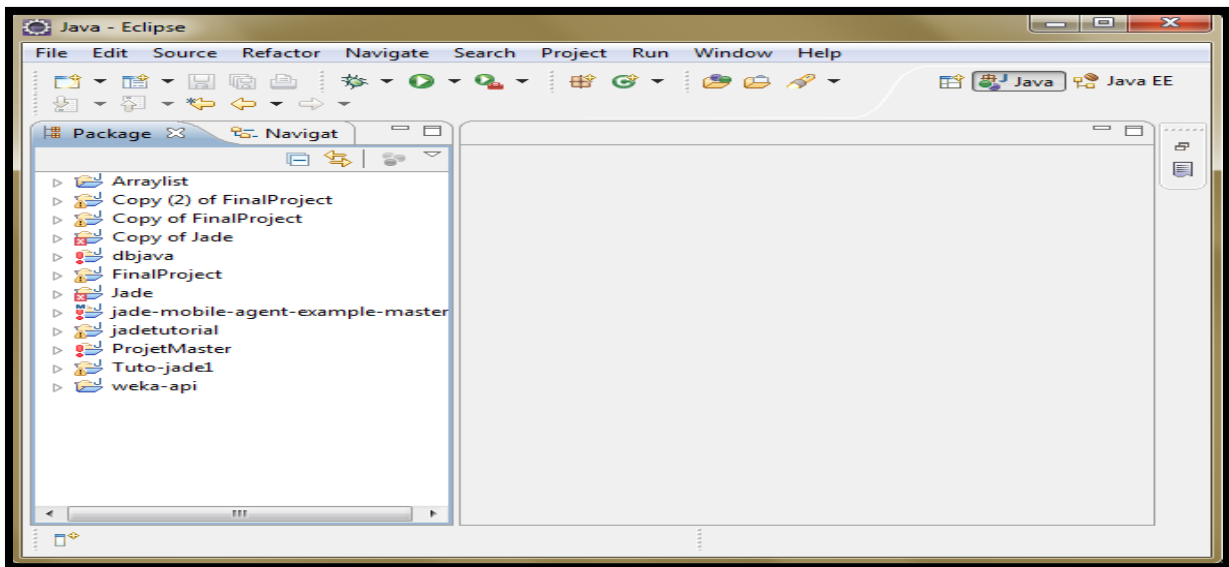 Java - Eclipse
File Edit Source Refactor Navigate Search Project Run Window Help
Java Java EE
Package Navigat
Arraylist
Copy (2) of FinalProject
Copy of FinalProject
Copy of Jade
dbjava
FinalProject
Jade
jade-mobile-agent-example-master
jadetutorial
ProjetMaster
Tuto-jade1
weka-api